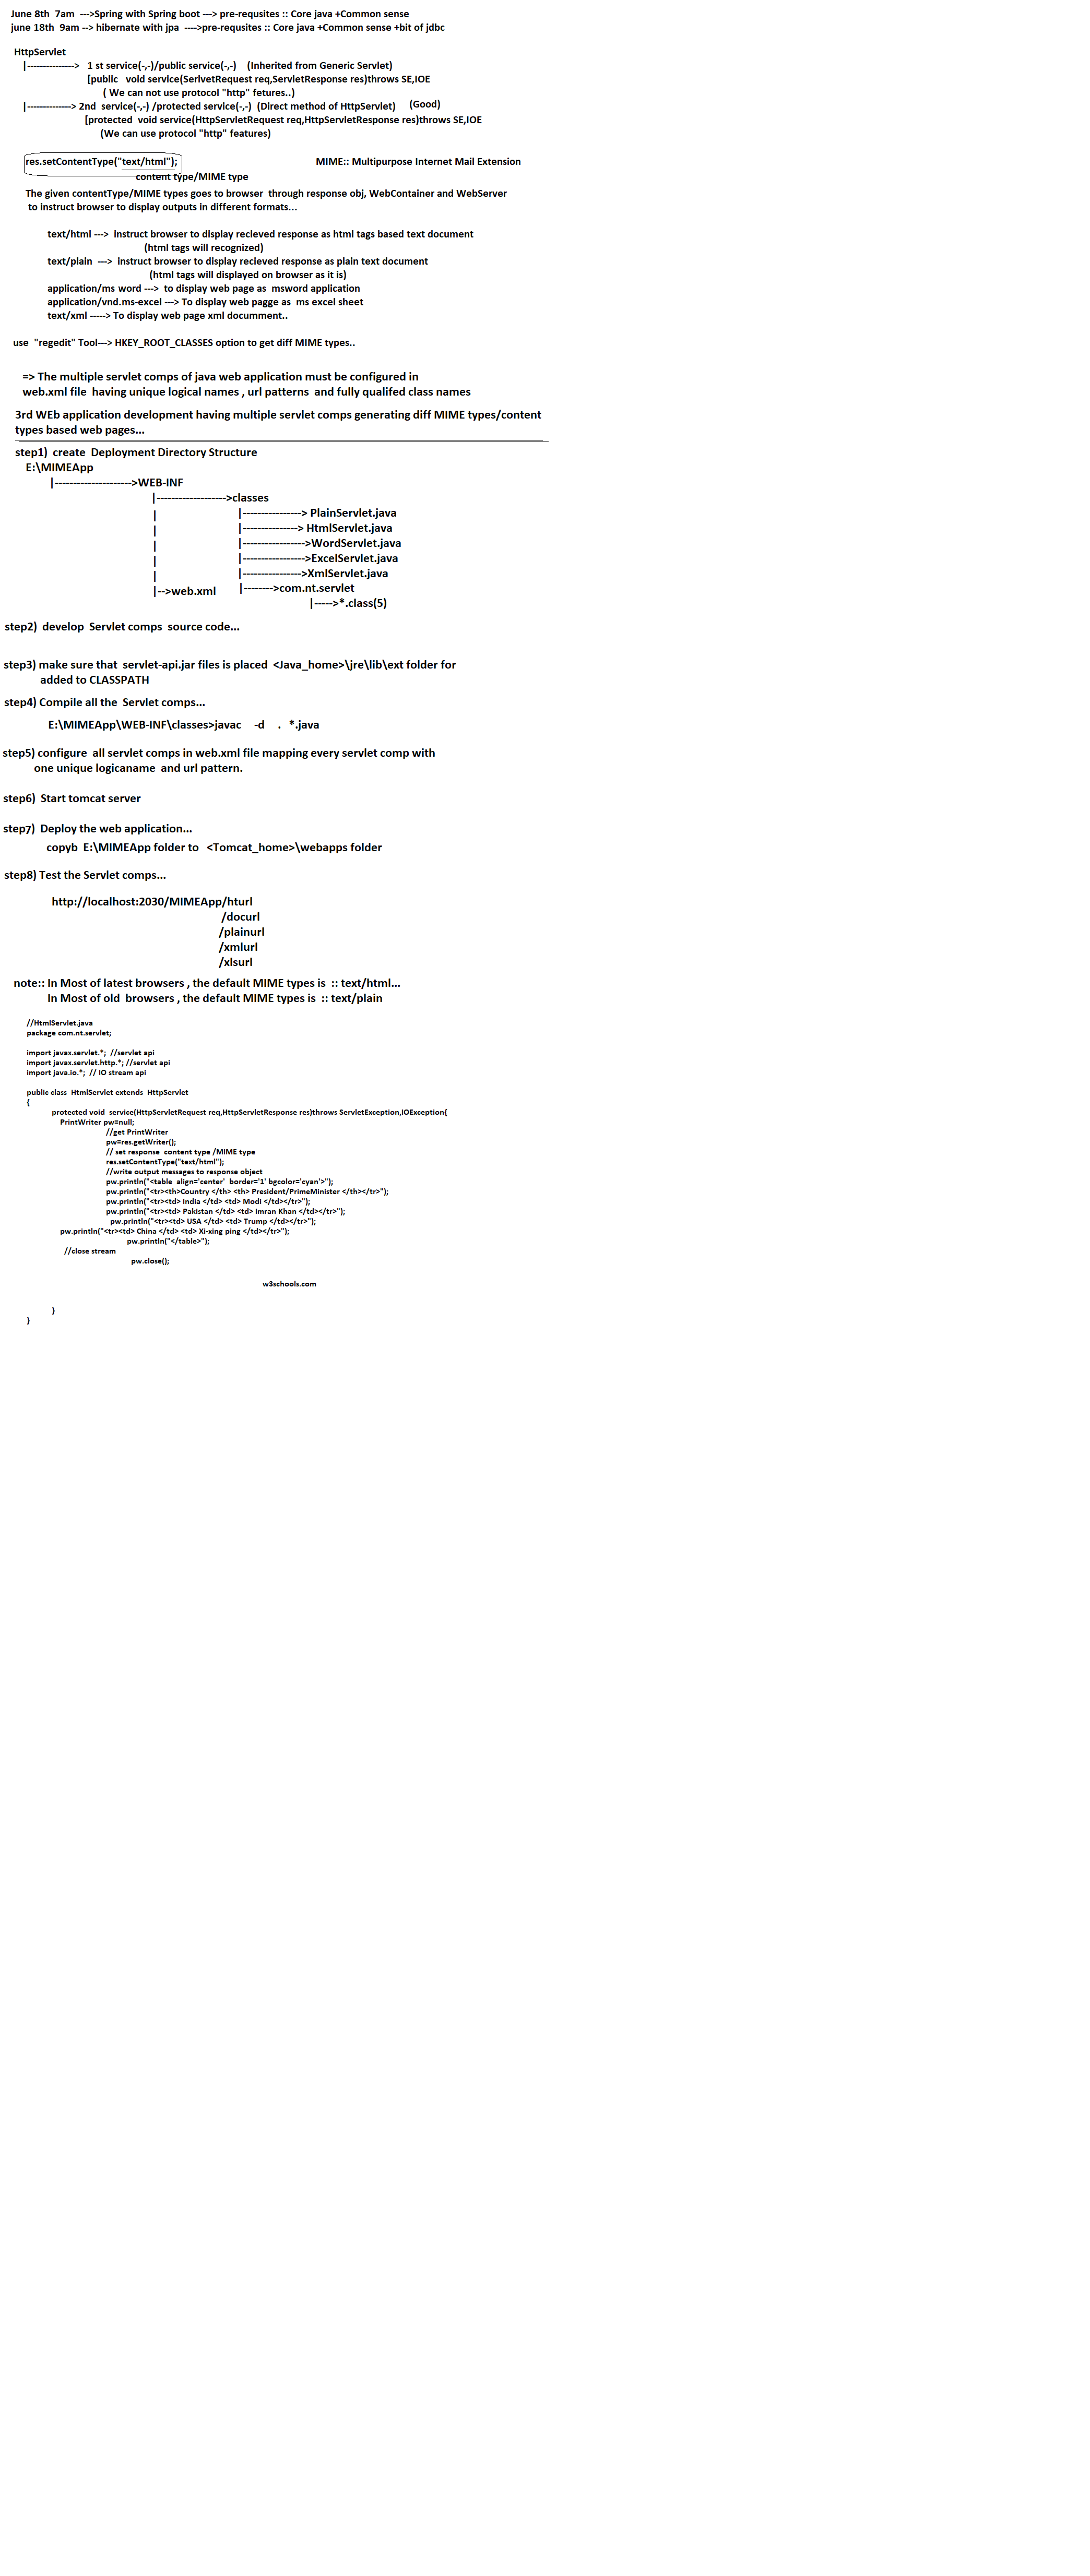 June 8th  7am  --->Spring with Spring boot ---> pre-requsites :: Core java +Common sense
june 18th  9am --> hibernate with jpa  ---->pre-requsites :: Core java +Common sense +bit of jdbc
HttpServlet
|--------------->   1 st service(-,-)/public service(-,-)    (Inherited from Generic Servlet)
[public   void service(SerlvetRequest req,ServletResponse res)throws SE,IOE
( We can not use protocol "http" fetures..)
|--------------> 2nd  service(-,-) /protected service(-,-)  (Direct method of HttpServlet)     (Good)
[protected  void service(HttpServletRequest req,HttpServletResponse res)throws SE,IOE
(We can use protocol "http" features)
res.setContentType("text/html");     MIME:: Multipurpose Internet Mail Extension
content type/MIME type
The given contentType/MIME types goes to browser  through response obj, WebContainer and WebServer
to instruct browser to display outputs in different formats...
text/html --->  instruct browser to display recieved response as html tags based text document
(html tags will recognized)
text/plain  --->  instruct browser to display recieved response as plain text document
(html tags will displayed on browser as it is)
application/ms word --->  to display web page as  msword application
application/vnd.ms-excel ---> To display web pagge as  ms excel sheet
text/xml -----> To display web page xml documment..
use  "regedit" Tool---> HKEY_ROOT_CLASSES option to get diff MIME types..
=> The multiple servlet comps of java web application must be configured in
web.xml file  having unique logical names , url patterns  and fully qualifed class names
3rd WEb application development having multiple servlet comps generating diff MIME types/content
types based web pages...
step1)  create  Deployment Directory Structure
E:\MIMEApp
|--------------------->WEB-INF
|------------------->classes
|                    |----------------> PlainServlet.java
|                    |---------------> HtmlServlet.java
|                    |----------------->WordServlet.java
|                    |----------------->ExcelServlet.java
|                    |---------------->XmlServlet.java
|-->web.xml      |-------->com.nt.servlet
|----->*.class(5)
step2)  develop  Servlet comps  source code...
step3) make sure that  servlet-api.jar files is placed  <Java_home>\jre\lib\ext folder for
added to CLASSPATH
step4) Compile all the  Servlet comps...
E:\MIMEApp\WEB-INF\classes>javac    -d    .   *.java
step5) configure  all servlet comps in web.xml file mapping every servlet comp with
one unique logicaname  and url pattern.
step6)  Start tomcat server
step7)  Deploy the web application...
copyb  E:\MIMEApp folder to   <Tomcat_home>\webapps folder
step8) Test the Servlet comps...
http://localhost:2030/MIMEApp/hturl
/docurl
/plainurl
/xmlurl
/xlsurl
note:: In Most of latest browsers , the default MIME types is  :: text/html...
In Most of old  browsers , the default MIME types is  :: text/plain
//HtmlServlet.java
package com.nt.servlet;
import javax.servlet.*;  //servlet api
import javax.servlet.http.*; //servlet api
import java.io.*;  // IO stream api
public class  HtmlServlet extends  HttpServlet
{
protected void  service(HttpServletRequest req,HttpServletResponse res)throws ServletException,IOException{
PrintWriter pw=null;
//get PrintWriter
pw=res.getWriter();
// set response  content type /MIME type
res.setContentType("text/html");
//write output messages to response object
pw.println("<table  align='center'  border='1' bgcolor='cyan'>");
pw.println("<tr><th>Country </th> <th> President/PrimeMinister </th></tr>");
pw.println("<tr><td> India </td> <td> Modi </td></tr>");
pw.println("<tr><td> Pakistan </td> <td> Imran Khan </td></tr>");
pw.println("<tr><td> USA </td> <td> Trump </td></tr>");
pw.println("<tr><td> China </td> <td> Xi-xing ping </td></tr>");
pw.println("</table>");
//close stream
pw.close();
w3schools.com
}
}